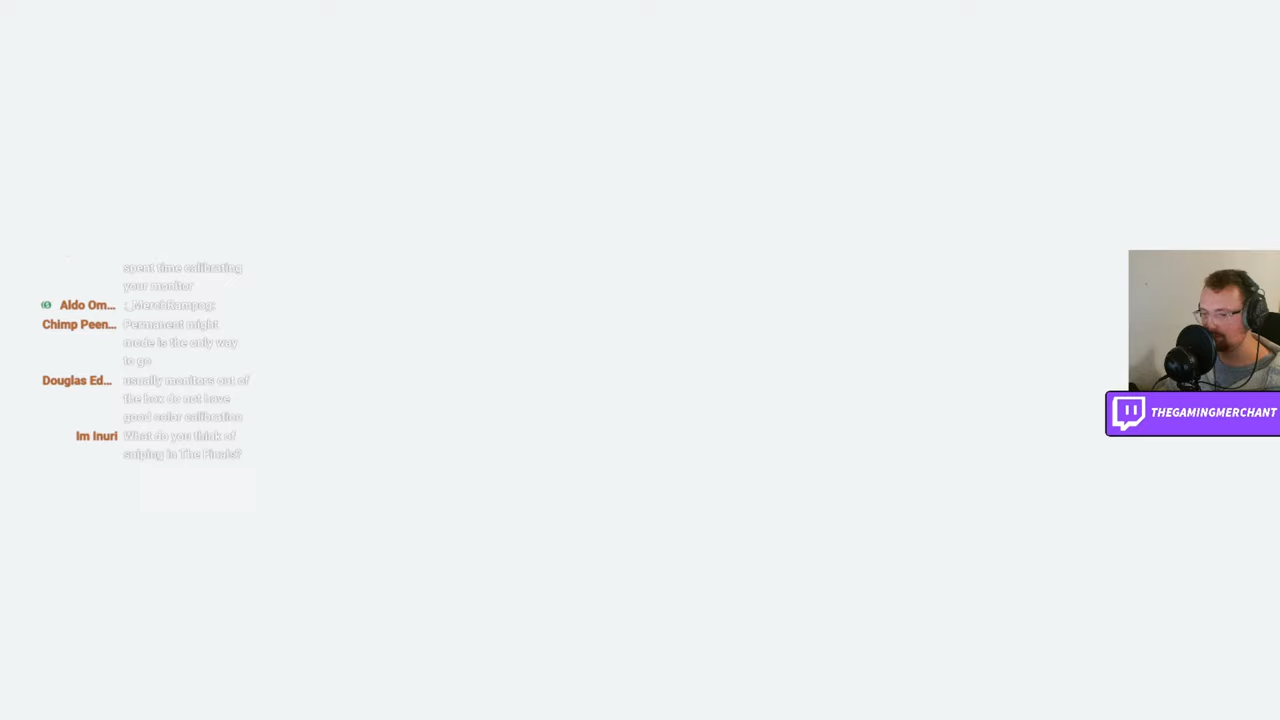 spent time calibrating
your monitor
Aldo Om... :_MerchRampog:
Chimp Peen... Permanent might
mode is the only way
to go
Douglas Ed... usually monitors out of
the box do not have
good color calibration
Im Inuri What do you think of
sniping in The Finals?
THEGAMINGMERCHANT